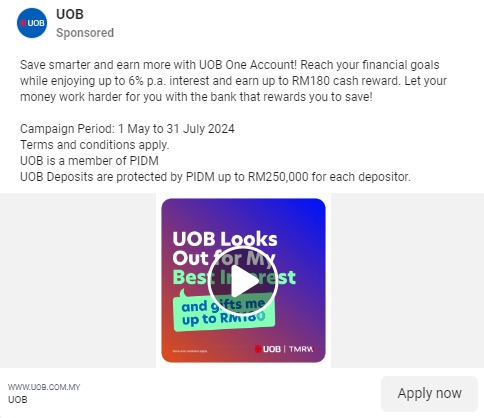 UOB
UOB
Sponsored
Save smarter and earn more with UOB One Account! Reach your financial goals
while enjoying up to 6% p.a. interest and earn up to RM180 cash reward. Let your
money work harder for you with the bank that rewards you to save!
Campaign Period: 1 May to 31 July 2024
Terms and conditions apply.
UOB is a member of PIDM
UOB Deposits are protected by PIDM up to RM250,000 for each depositor.
UOB Looks
Out for My
Best Interest
and gifts me
up to RM180
UOB | TMRW
WWW.UOB.COM.MY
UOB
Apply now